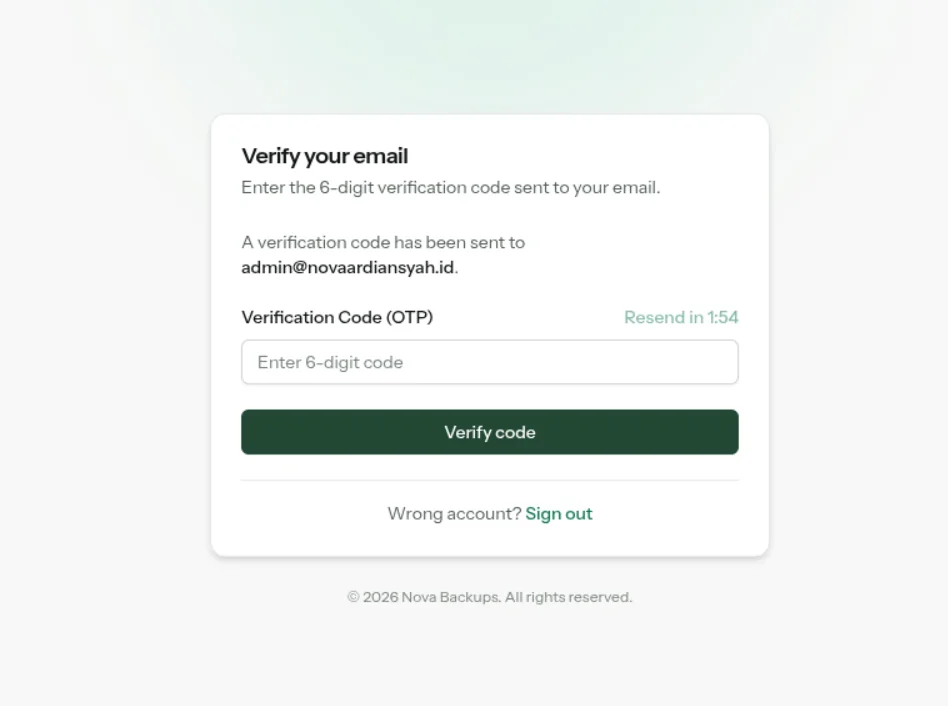 Verify your email
Enter the 6-digit verification code sent to your email.
A verification code has been sent to
admin@novaardiansyah.id.
Verification Code (OTP) Resend in 1:54
Enter 6-digit code
Verify code
Wrong account? Sign out
© 2026 Nova Backups. All rights reserved.